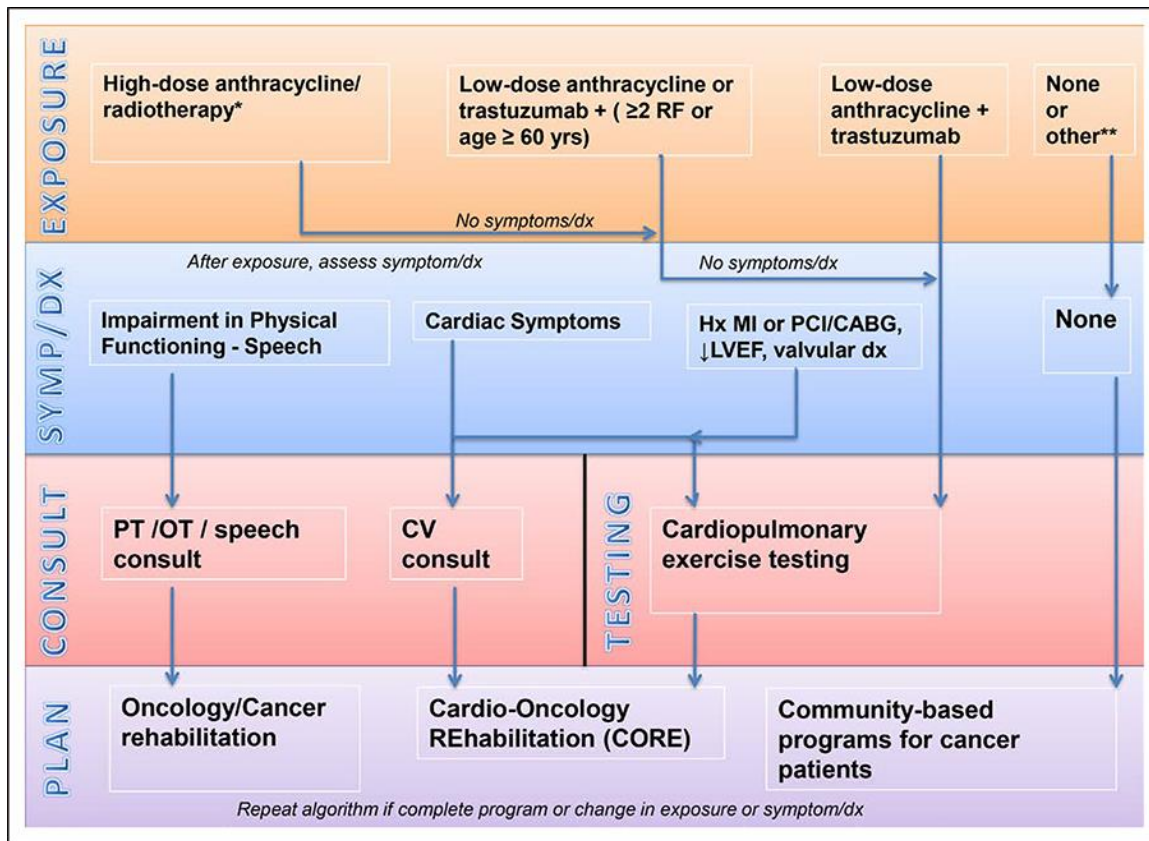 EXPOSURE
High-dose anthracycline/
radiotherapy*
Low-dose anthracycline or
trastuzumab + ( ≥2 RF or
age ≥ 60 yrs)
Low-dose
anthracycline +
trastuzumab
None
or
other**
No symptoms/dx
SYMP/DX
After exposure, assess symptom/dx
No symptoms/dx
Impairment in Physical
Functioning - Speech
Cardiac Symptoms
Hx MI or PCI/CABG,
↓LVEF, valvular dx
None
CONSULT
PT /OT / speech
consult
CV
consult
TESTING
Cardiopulmonary
exercise testing
PLAN
Oncology/Cancer
rehabilitation
Cardio-Oncology
REhabilitation (CORE)
Community-based
programs for cancer
patients
Repeat algorithm if complete program or change in exposure or symptom/dx